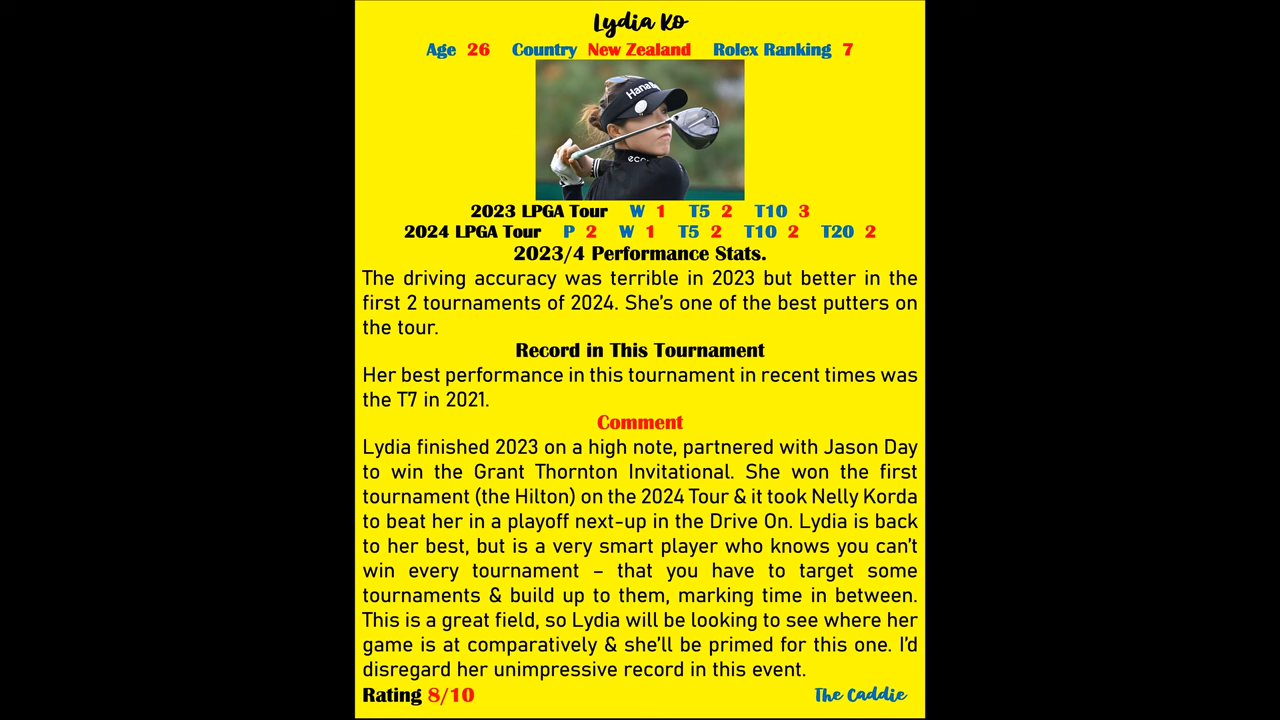 Lydia Ko
Age 26 Country New Zealand Rolex Ranking 7
Hana
eco
2023 LPGA Tour W 1 T5 2 T10 3
2024 LPGA Tour P 2 W 1 T5 2 T10 2 T20 2
2023/4 Performance Stats.
The driving accuracy was terrible in 2023 but better in the
first 2 tournaments of 2024. She's one of the best putters on
the tour.
Record in This Tournament
Her best performance in this tournament in recent times was
the T7 in 2021.
Comment
Lydia finished 2023 on a high note, partnered with Jason Day
to win the Grant Thornton Invitational. She won the first
tournament (the Hilton) on the 2024 Tour & it took Nelly Korda
to beat her in a playoff next-up in the Drive On. Lydia is back
to her best, but is a very smart player who knows you can't
win every tournament – that you have to target some
tournaments & build up to them, marking time in between.
This is a great field, so Lydia will be looking to see where her
game is at comparatively & she'll be primed for this one. I'd
disregard her unimpressive record in this event.
Rating 8/10 The Caddie